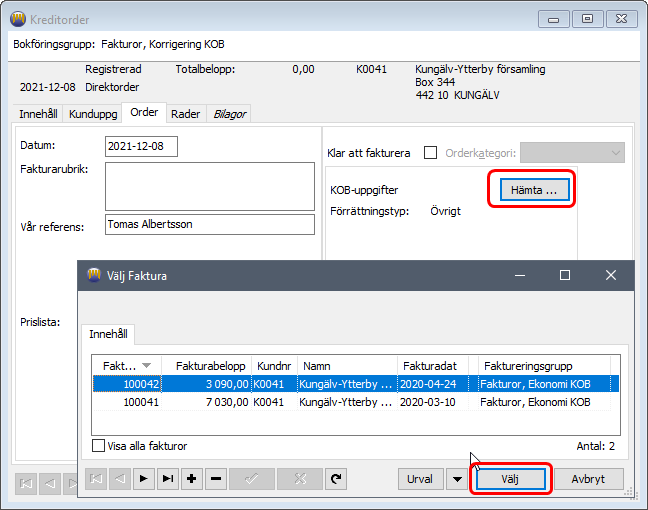 Kreditorder
Bokföringsgrupp: Fakturor, Korrigering KOB
Registrerad Totalbelopp: 0,00 K0041 Kungälv-Ytterby församling
2021-12-08 Direktorder Box 344
442 10 KUNGÄLV
Innehåll Kunduppg Order Rader Bilagor
Datum: 2021-12-08
Klar att fakturera Orderkategori:
Fakturarubrik:
KOB-uppgifter Hämta ...
Förrättningstyp: Övrigt
Vår referens: Tomas Albertsson
Prislista:
Välj Faktura
Innehåll
Fakt... Fakturabelopp Kundnr Namn Fakturadat Faktureringsgrupp
100042 3 090,00 K0041 Kungälv-Ytterby ... 2020-04-24 Fakturor, Ekonomi KOB
100041 7 030,00 K0041 Kungälv-Ytterby ... 2020-03-10 Fakturor, Ekonomi KOB
Visa alla fakturor Antal: 2
Urval Välj Avbryt